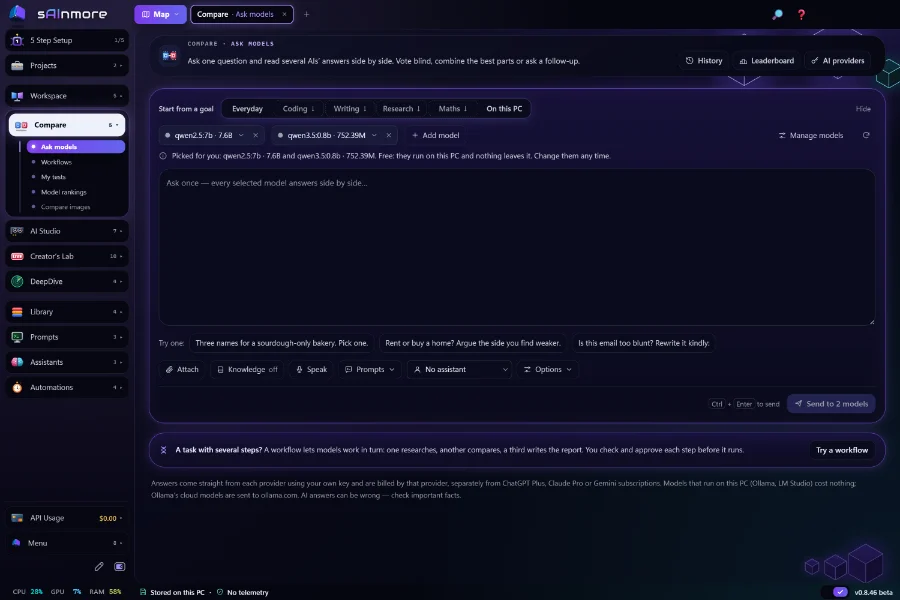 sAInmore
Map
Compare · Ask models × +
5 Step Setup 1/5
Projects
Workspace
Compare
Ask models
Workflows
My tests
Model rankings
Compare images
AI Studio
Creator's Lab
DeepDive
Library
Prompts
Assistants
Automations
API Usage $0.00
Menu
CPU 28% GPU 7% RAM 58%
COMPARE · ASK MODELS
Ask one question and read several AIs' answers side by side. Vote blind, combine the best parts or ask a follow-up.
History Leaderboard AI providers
Start from a goal Everyday Coding ↓ Writing ↓ Research ↓ Maths ↓ On this PC Hide
qwen2.5:7b · 7.6B × qwen3.5:0.8b · 752.39M × + Add model Manage models
Picked for you: qwen2.5:7b · 7.6B and qwen3.5:0.8b · 752.39M. Free: they run on this PC and nothing leaves it. Change them any time.
Ask once — every selected model answers side by side...
Try one: Three names for a sourdough-only bakery. Pick one. Rent or buy a home? Argue the side you find weaker. Is this email too blunt? Rewrite it kindly:
Attach Knowledge off Speak Prompts No assistant Options
Ctrl + Enter to send Send to 2 models
A task with several steps? A workflow lets models work in turn: one researches, another compares, a third writes the report. You check and approve each step before it runs. Try a workflow
Answers come straight from each provider using your own key and are billed by that provider, separately from ChatGPT Plus, Claude Pro or Gemini subscriptions. Models that run on this PC (Ollama, LM Studio) cost nothing;
Ollama's cloud models are sent to ollama.com. AI answers can be wrong — check important facts.
Stored on this PC · No telemetry
v0.8.46 beta